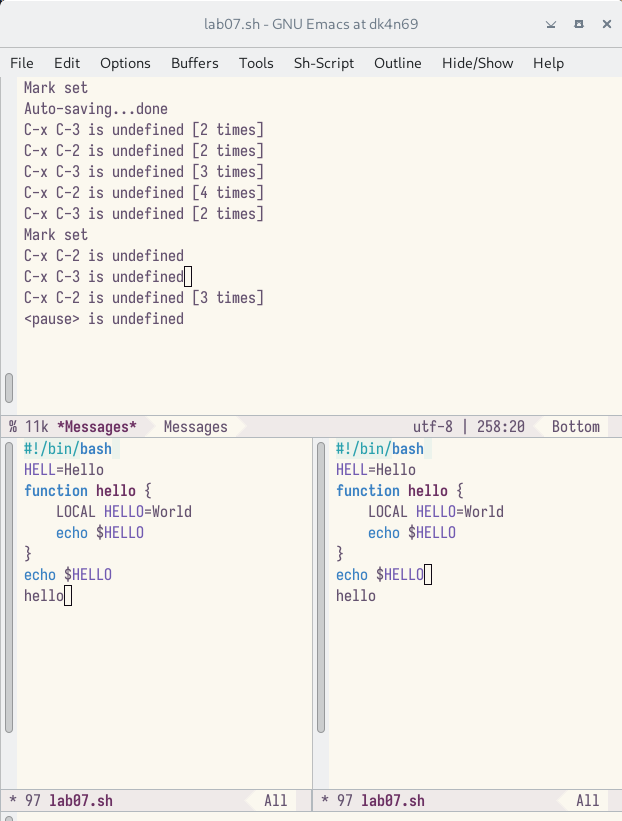 lab07.sh - GNU Emacs at dk4n69
File Edit Options Buffers Tools Sh-Script Outline Hide/Show Help
Mark set
Auto-saving...done
C-x C-3 is undefined [2 times]
C-x C-2 is undefined [2 times]
C-x C-3 is undefined [3 times]
C-x C-2 is undefined [4 times]
C-x C-3 is undefined [2 times]
Mark set
C-x C-2 is undefined
C-x C-3 is undefined
C-x C-2 is undefined [3 times]
<pause> is undefined
% 11k *Messages* Messages utf-8 | 258:20 Bottom
#!/bin/bash
HELL=Hello
function hello {
    LOCAL HELLO=World
    echo $HELLO
}
echo $HELLO
hello
* 97 lab07.sh All
#!/bin/bash
HELL=Hello
function hello {
    LOCAL HELLO=World
    echo $HELLO
}
echo $HELLO
hello
* 97 lab07.sh All